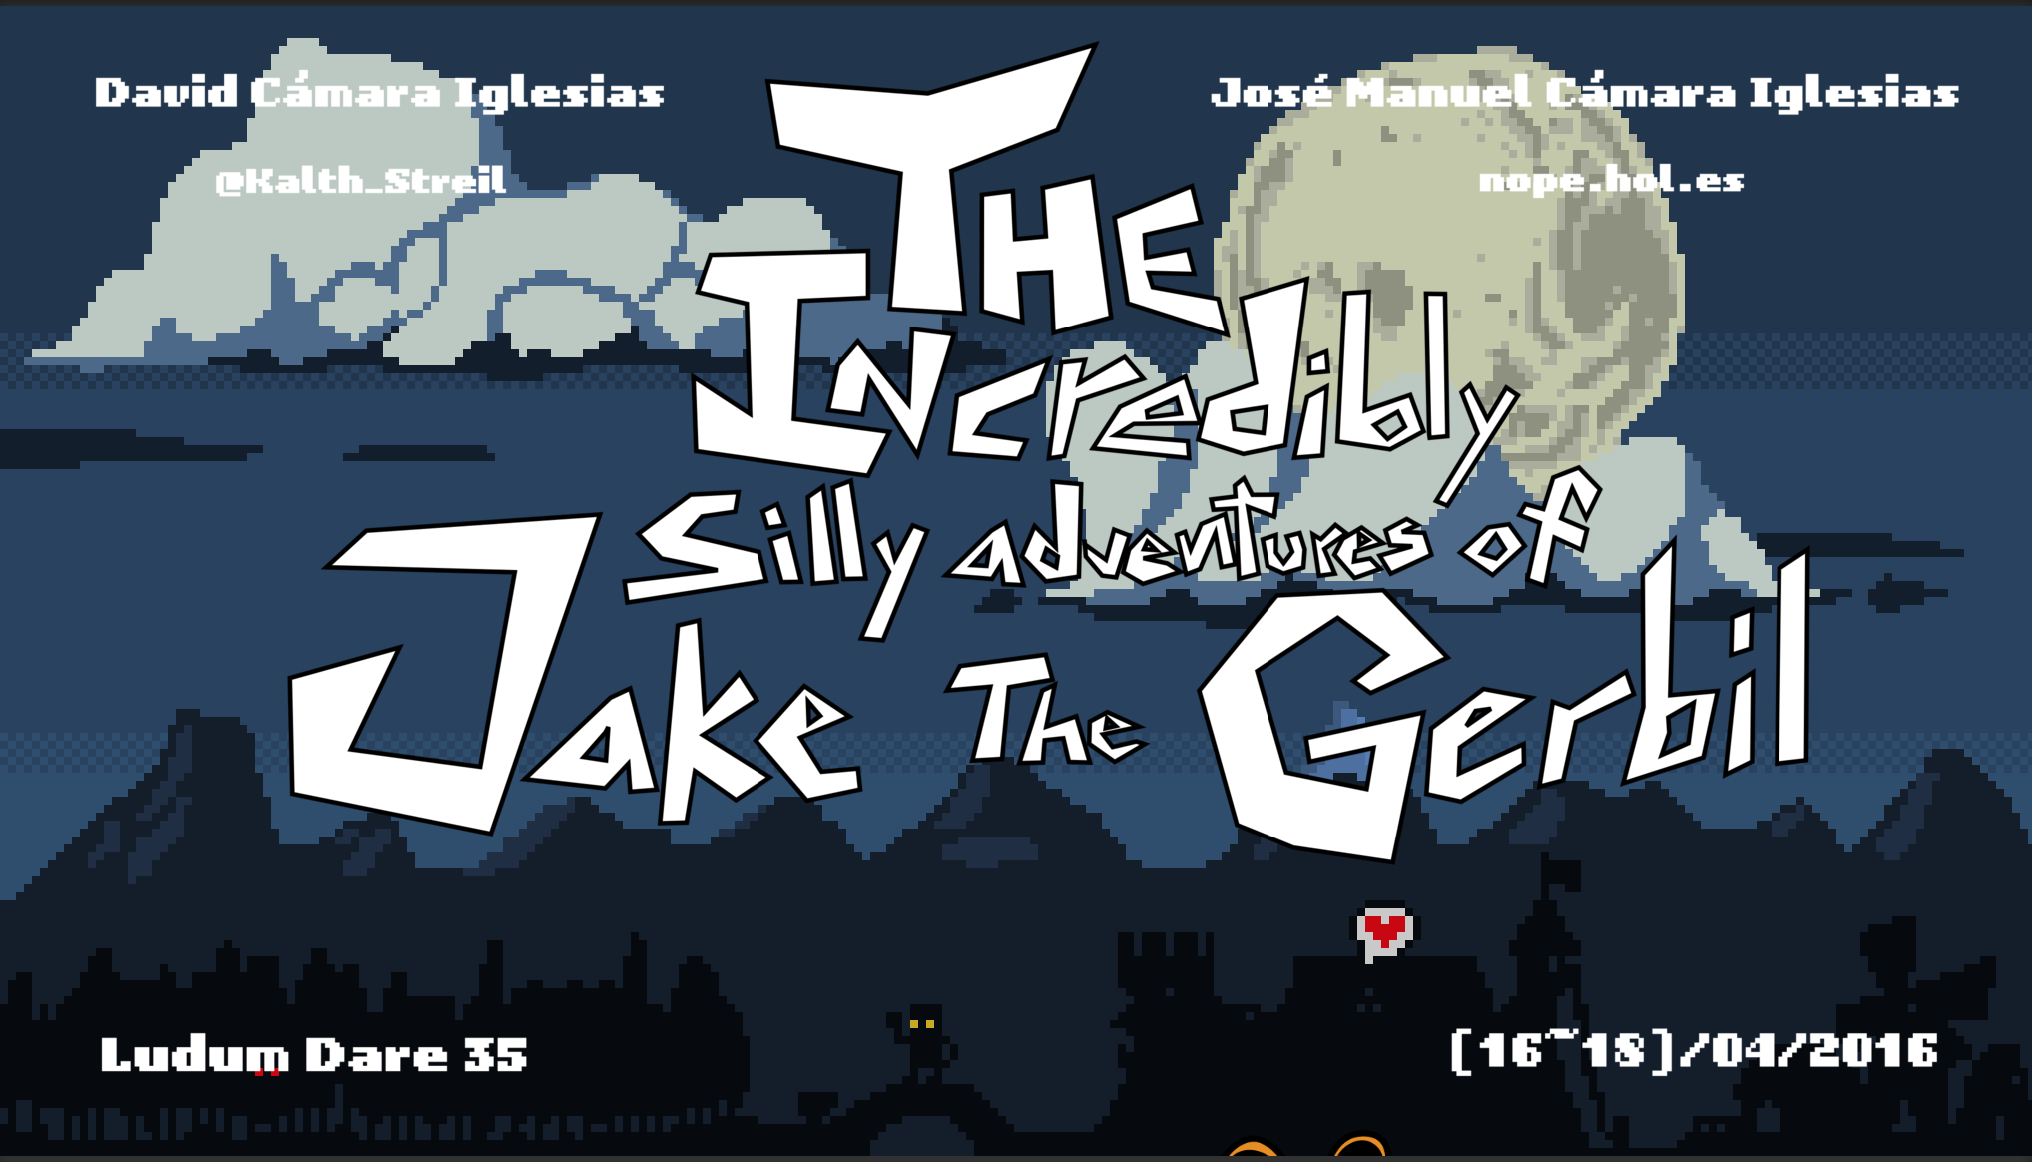 David Cámara Iglesias
@Kalth_Streil
José Manuel Cámara Iglesias
nope.hol.es
THE
INcredibly
Silly adventures of
Jake The Gerbil
Ludum Dare 35
[16~18]/04/2016